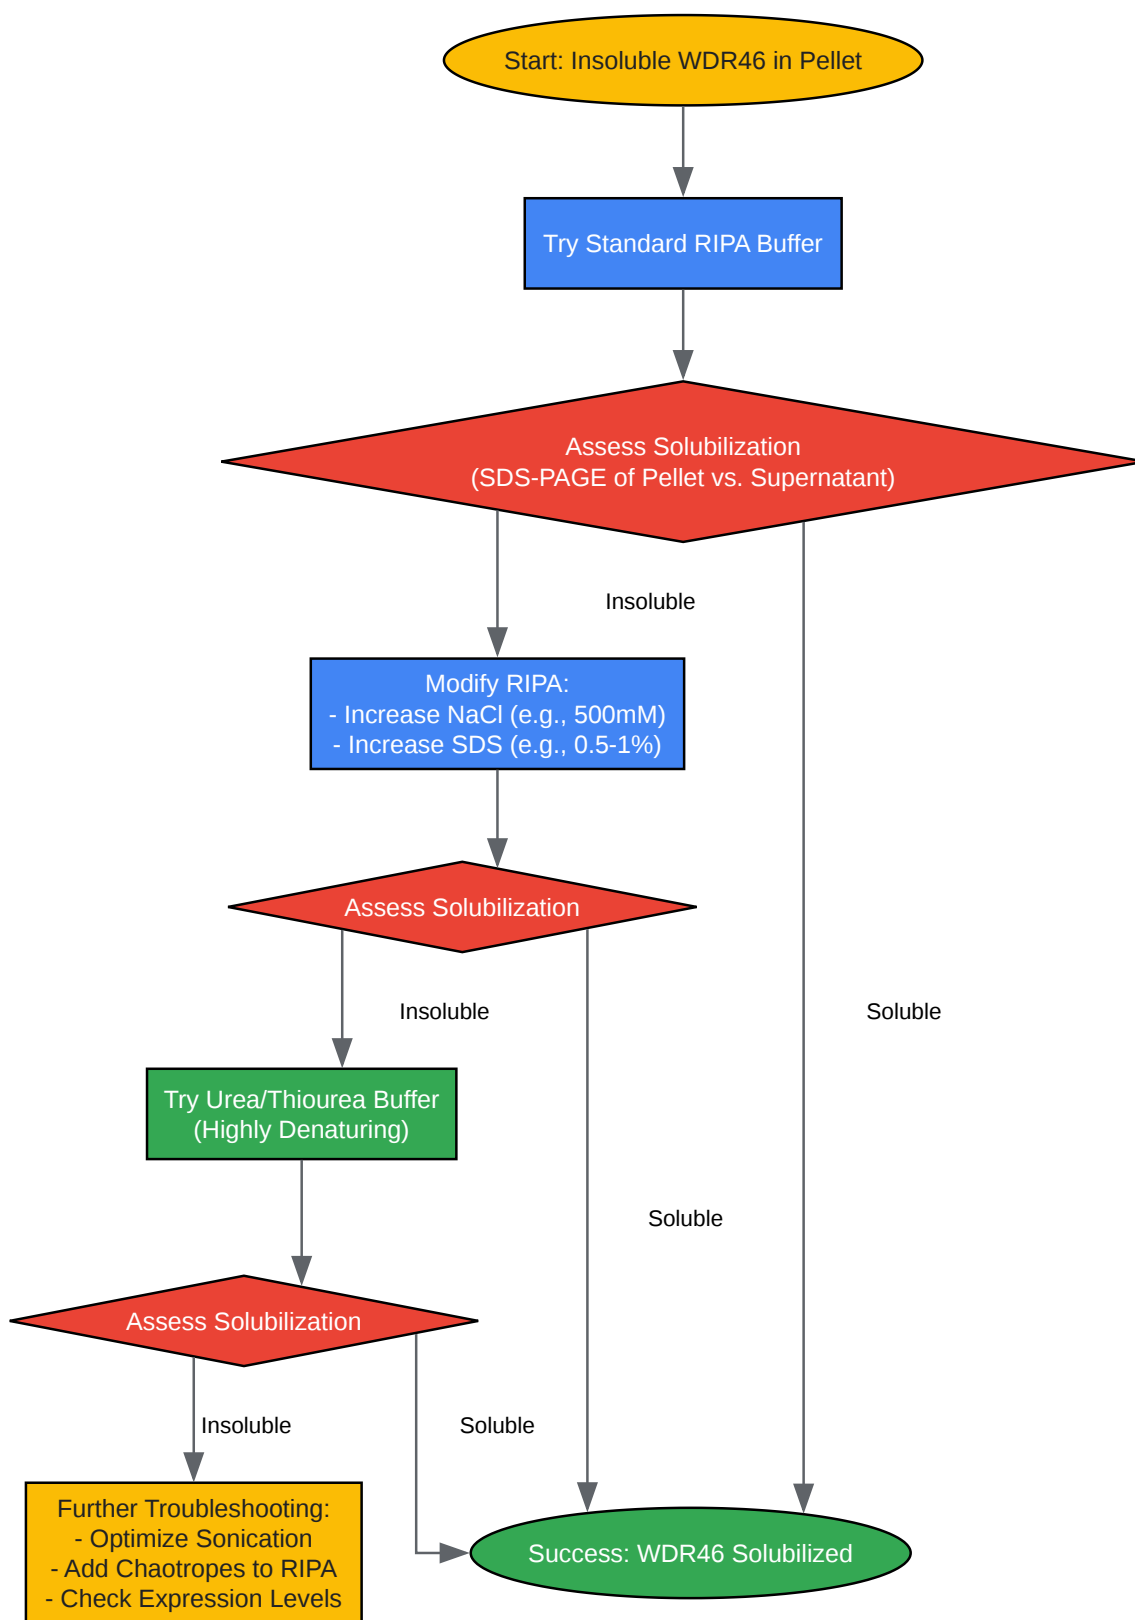 Start: Insoluble WDR46 in Pellet
Try Standard RIPA Buffer
Assess Solubilization
(SDS-PAGE of Pellet vs. Supernatant)
Insoluble
Modify RIPA:
- Increase NaCl (e.g., 500mM)
- Increase SDS (e.g., 0.5-1%)
Assess Solubilization
Insoluble
Soluble
Try Urea/Thiourea Buffer
(Highly Denaturing)
Soluble
Assess Solubilization
Insoluble
Soluble
Further Troubleshooting:
- Optimize Sonication
- Add Chaotropes to RIPA
- Check Expression Levels
Success: WDR46 Solubilized